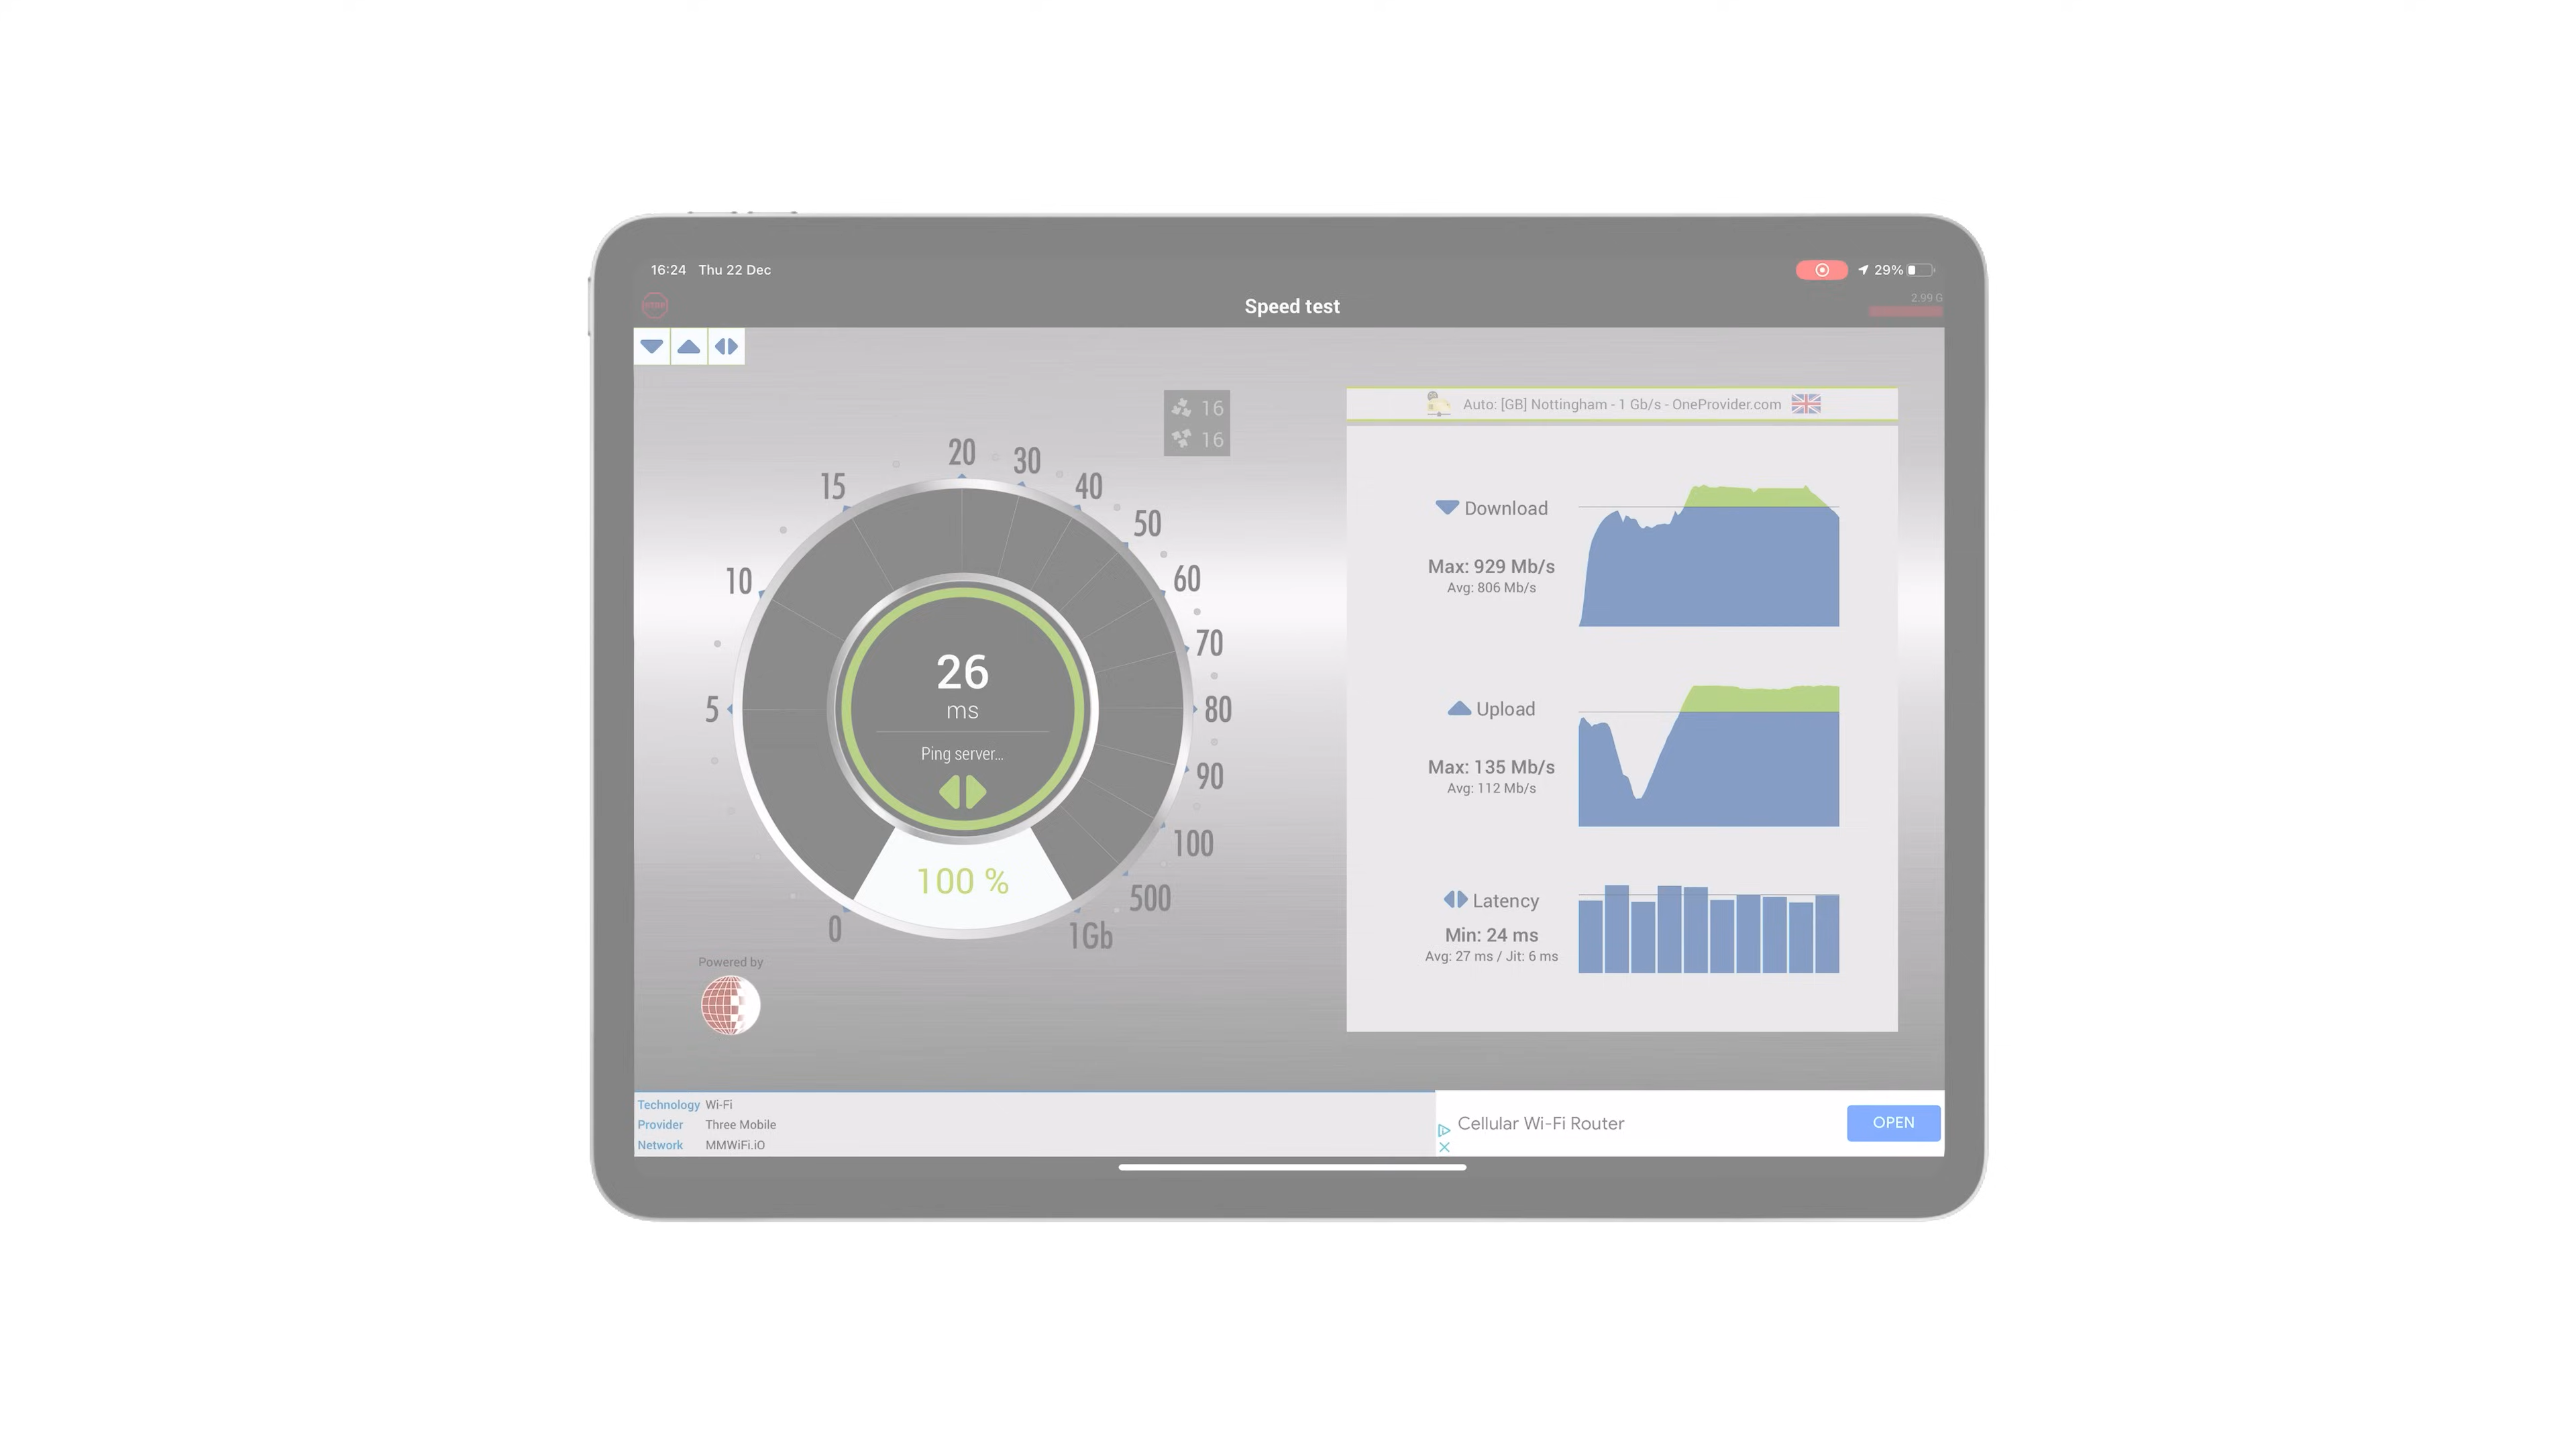 16:24 Thu 22 Dec
29%
STOP
Speed test
2.99 G
16
16
Auto: [GB] Nottingham - 1 Gb/s - OneProvider.com
0
5
10
15
20
30
40
50
60
70
80
90
100
500
1Gb
26
ms
Ping server...
100 %
Download
Max: 929 Mb/s
Avg: 806 Mb/s
Upload
Max: 135 Mb/s
Avg: 112 Mb/s
Latency
Min: 24 ms
Avg: 27 ms / Jit: 6 ms
Powered by
Technology Wi-Fi
Provider Three Mobile
Network MMWiFi.iO
Cellular Wi-Fi Router
OPEN